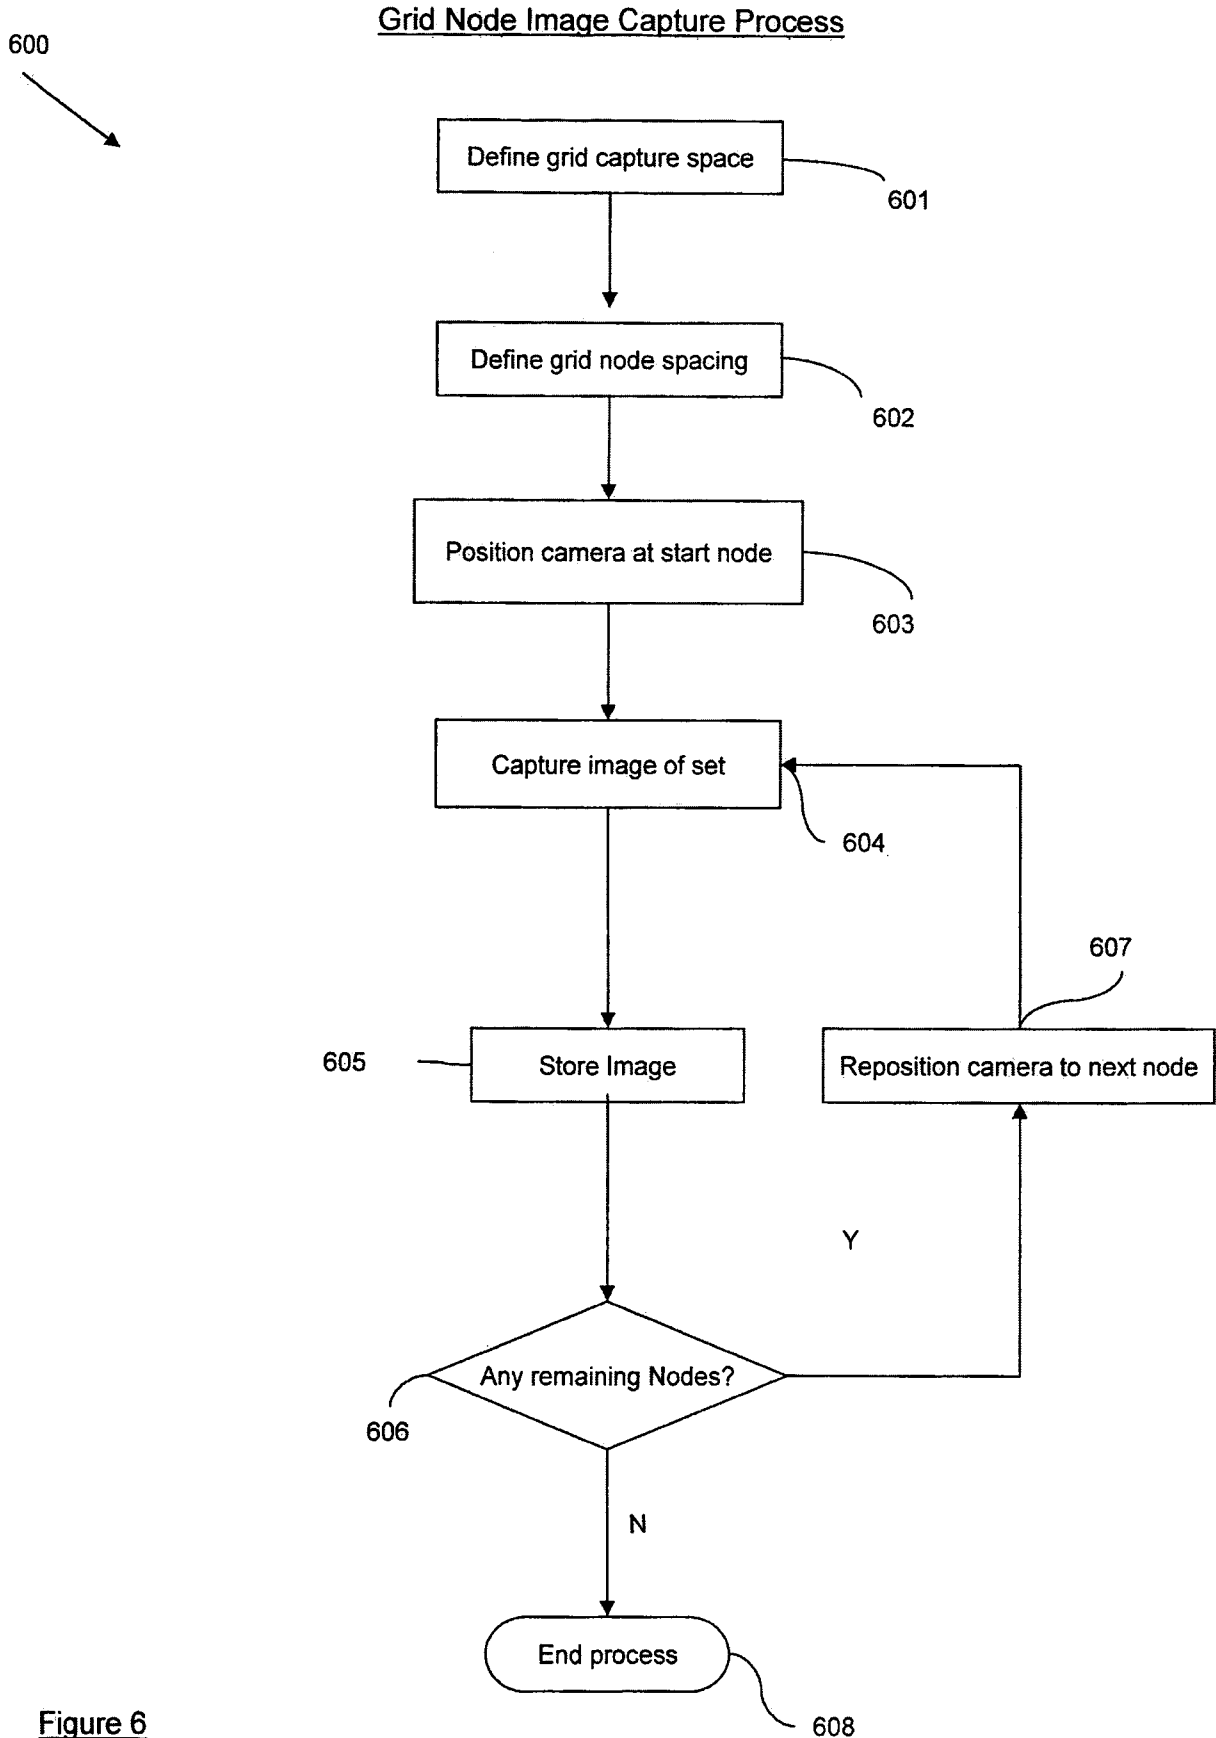 Grid Node Image Capture Process
600
Define grid capture space
601
Define grid node spacing
602
Position camera at start node
603
Capture image of set
604
607
605
Store Image
Reposition camera to next node
Y
Any remaining Nodes?
606
N
End process
608
Figure 6